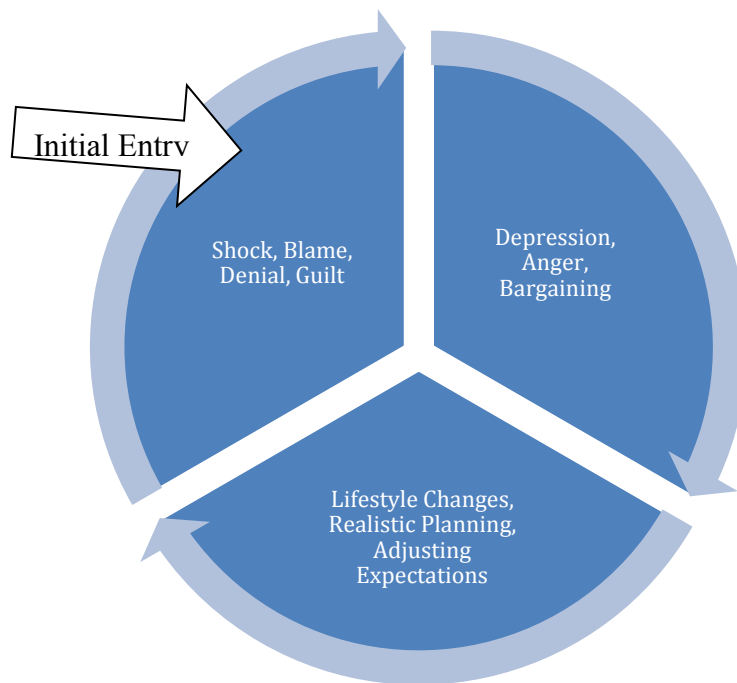 Initial Entry
Shock, Blame,
Denial, Guilt
Depression,
Anger,
Bargaining
Lifestyle Changes,
Realistic Planning,
Adjusting
Expectations